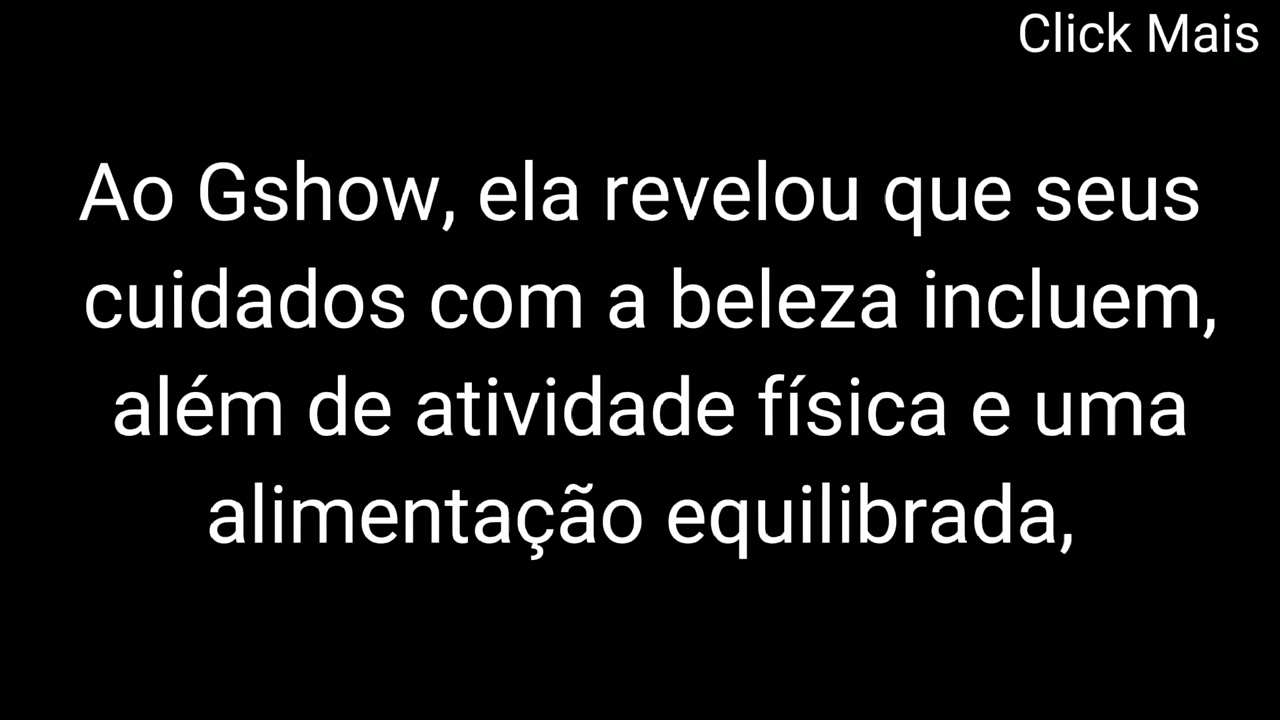 Click Mais
Ao Gshow, ela revelou que seus
cuidados com a beleza incluem,
além de atividade física e uma
alimentação equilibrada,